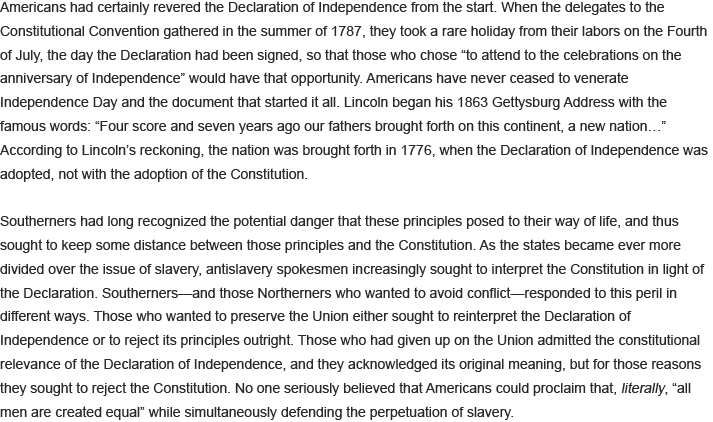 Americans had certainly revered the Declaration of Independence from the start. When the delegates to the
Constitutional Convention gathered in the summer of 1787, they took a rare holiday from their labors on the Fourth
of July, the day the Declaration had been signed, so that those who chose “to attend to the celebrations on the
anniversary of Independence” would have that opportunity. Americans have never ceased to venerate
Independence Day and the document that started it all. Lincoln began his 1863 Gettysburg Address with the
famous words: “Four score and seven years ago our fathers brought forth on this continent, a new nation…”
According to Lincoln’s reckoning, the nation was brought forth in 1776, when the Declaration of Independence was
adopted, not with the adoption of the Constitution.

Southerners had long recognized the potential danger that these principles posed to their way of life, and thus
sought to keep some distance between those principles and the Constitution. As the states became ever more
divided over the issue of slavery, antislavery spokesmen increasingly sought to interpret the Constitution in light of
the Declaration. Southerners—and those Northerners who wanted to avoid conflict—responded to this peril in
different ways. Those who wanted to preserve the Union either sought to reinterpret the Declaration of
Independence or to reject its principles outright. Those who had given up on the Union admitted the constitutional
relevance of the Declaration of Independence, and they acknowledged its original meaning, but for those reasons
they sought to reject the Constitution. No one seriously believed that Americans could proclaim that, literally, “all
men are created equal” while simultaneously defending the perpetuation of slavery.